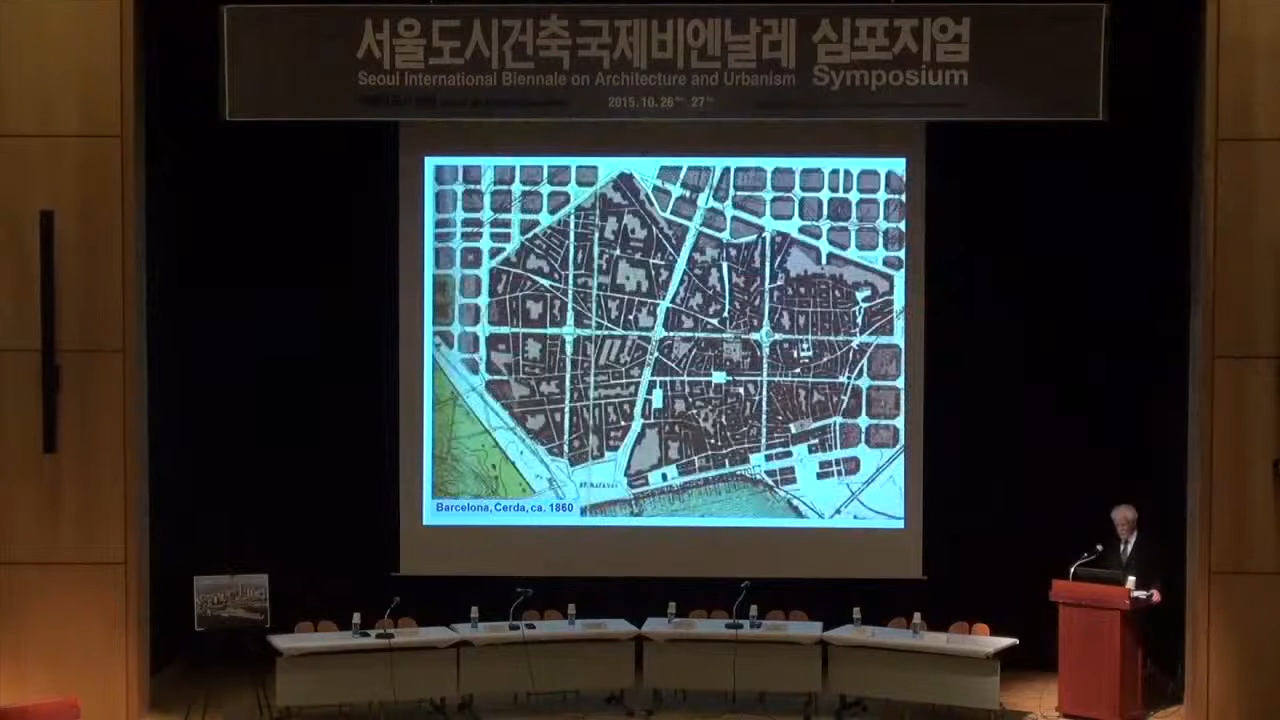 서울도시건축국제비엔날레 심포지엄
Seoul International Biennale on Architecture and Urbanism Symposium
2015.10.26 27
Barcelona, Cerda, ca. 1860